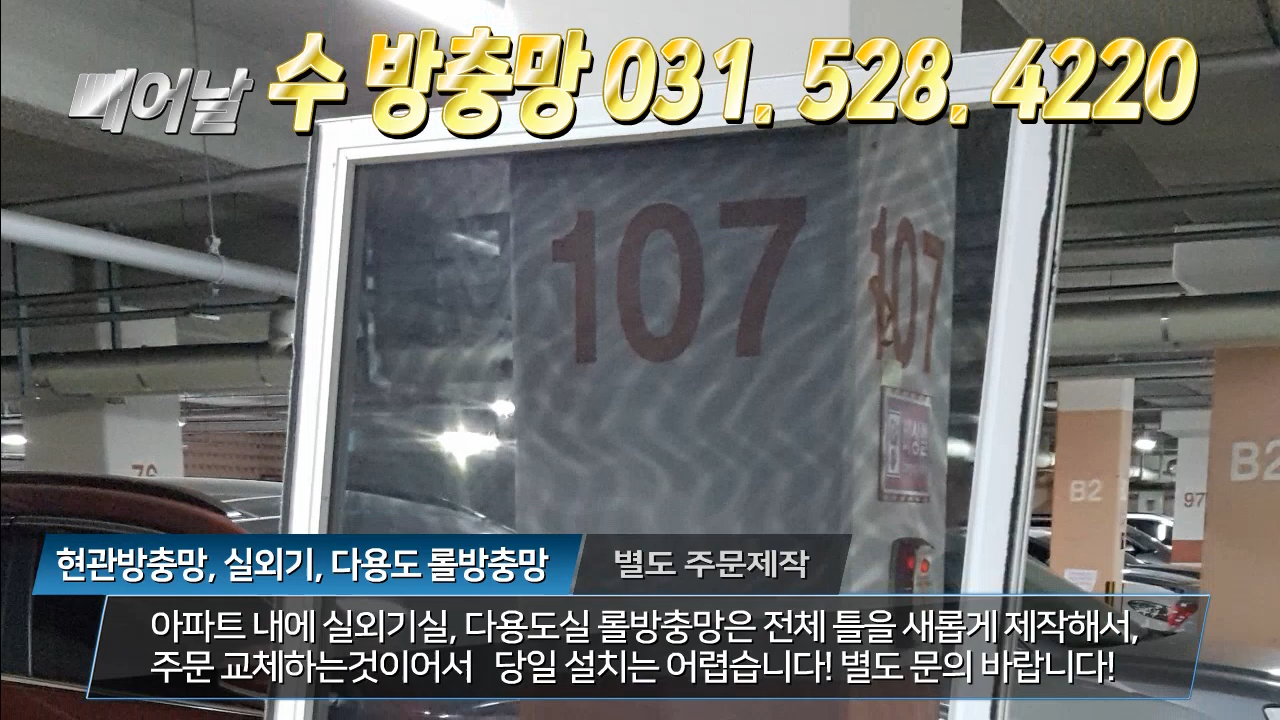 빼어날 수 방충망 031. 528. 4220
107
107
76
B2
97
B2
현관방충망, 실외기, 다용도 롤방충망 별도 주문제작
아파트 내에 실외기실, 다용도실 롤방충망은 전체 틀을 새롭게 제작해서,
주문 교체하는것이어서 당일 설치는 어렵습니다! 별도 문의 바랍니다!